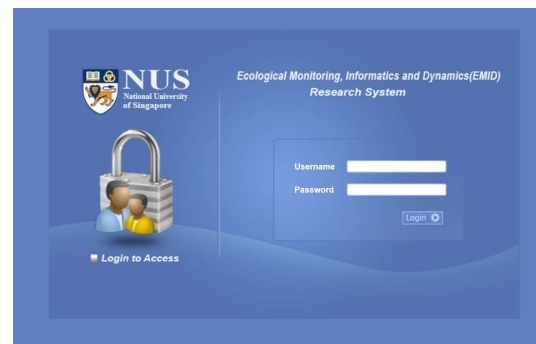 NUS
National University
of Singapore
Ecological Monitoring, Informatics and Dynamics(EMID)
Research System
Username
Password
Login
Login to Access